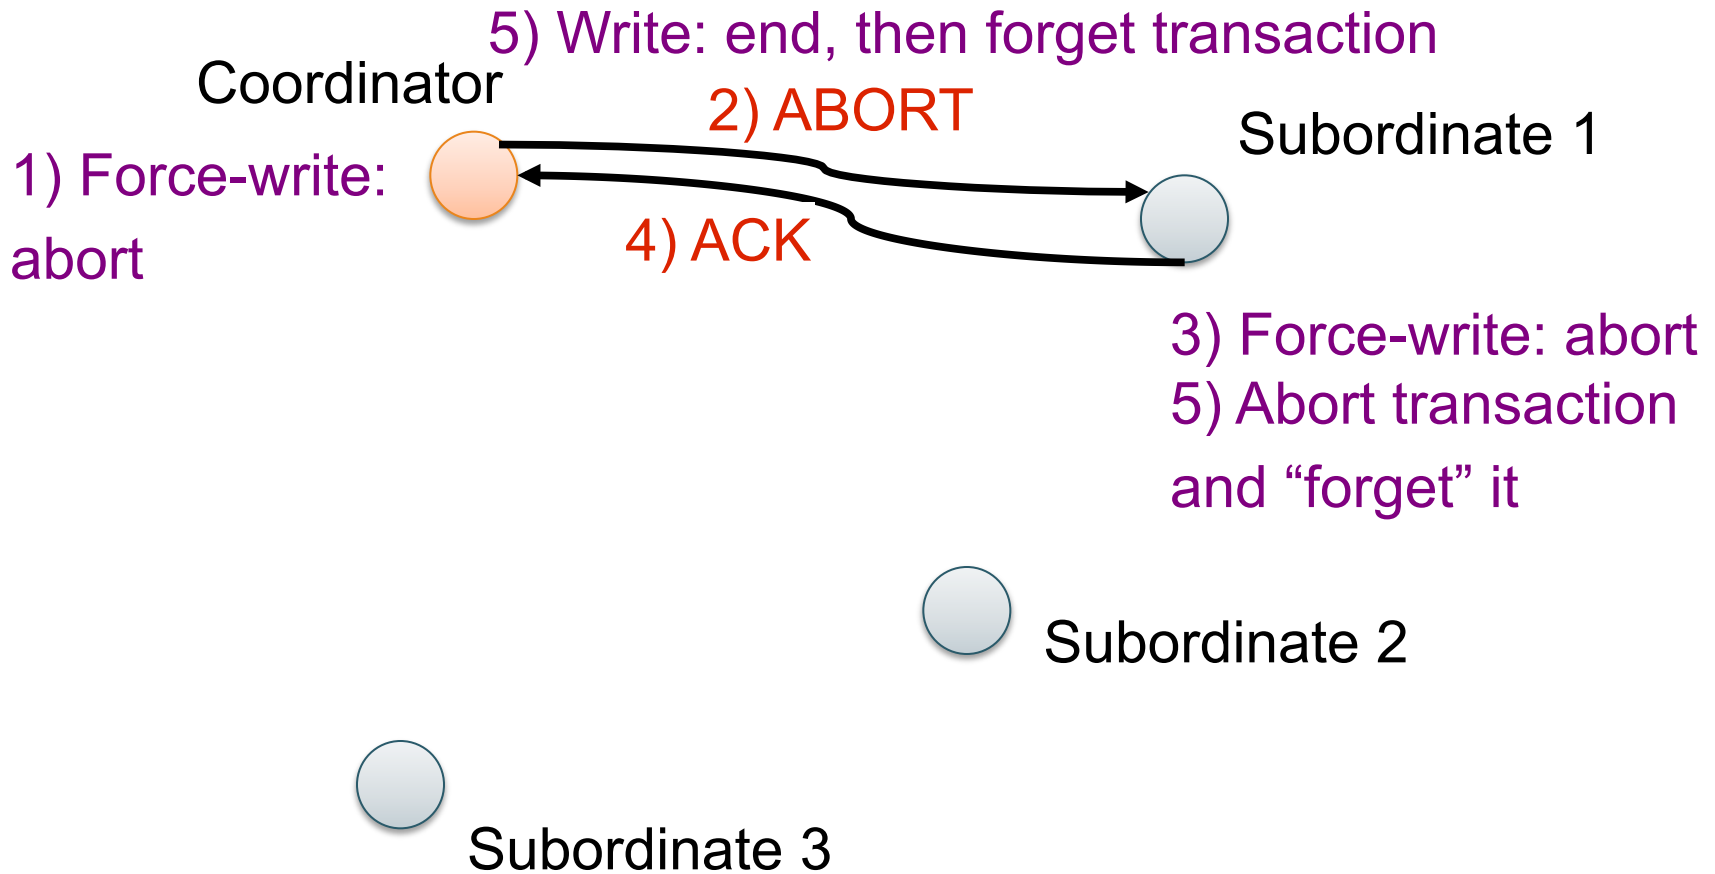 5) Write: end, then forget transaction
Coordinator
2) ABORT
Subordinate 1
1) Force-write:
abort
4) ACK
3) Force-write: abort
5) Abort transaction
and “forget” it
Subordinate 2
Subordinate 3